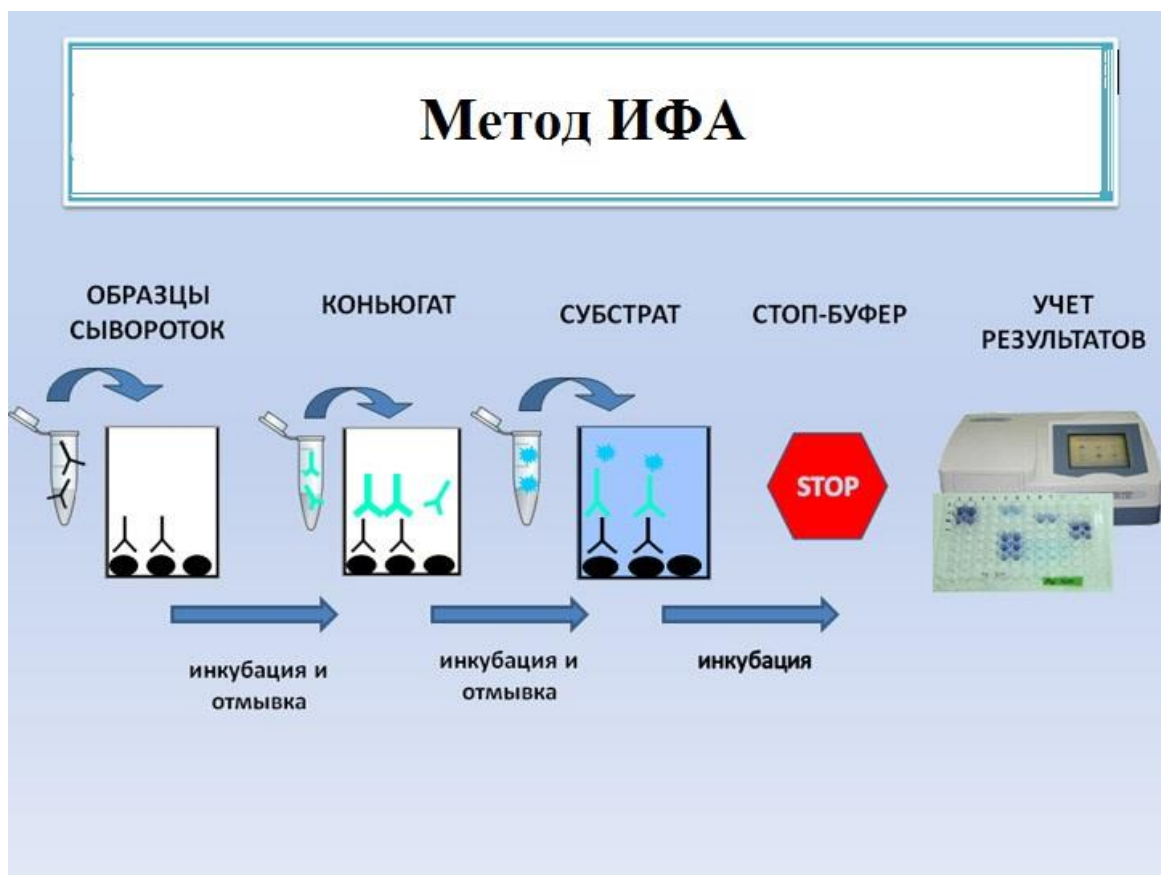 Метод ИФА
ОБРАЗЦЫ
СЫВОРОТОК
КОНЬЮГАТ
СУБСТРАТ
СТОП-БУФЕР
УЧЕТ
РЕЗУЛЬТАТОВ
STOP
инкубация и
отмывка
инкубация и
отмывка
инкубация